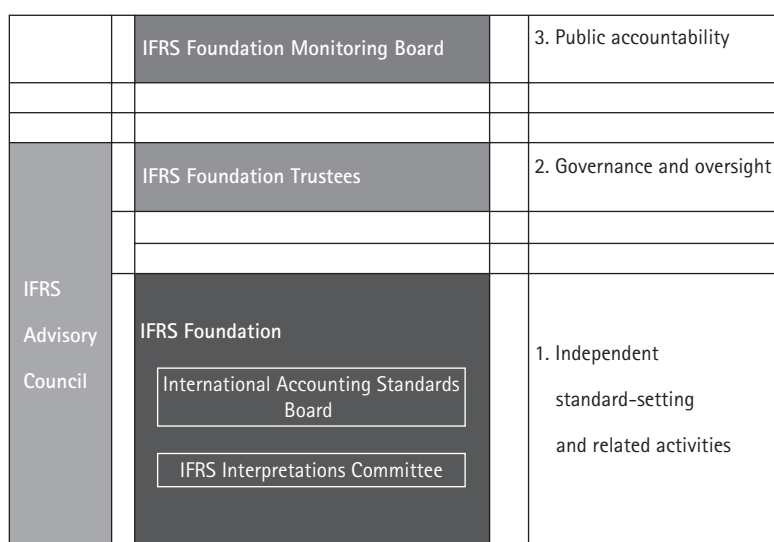 IFRS Foundation Monitoring Board
3. Public accountability
IFRS Foundation Trustees
2. Governance and oversight
IFRS
Advisory
Council
IFRS Foundation
International Accounting Standards
Board
IFRS Interpretations Committee
1. Independent
standard-setting
and related activities